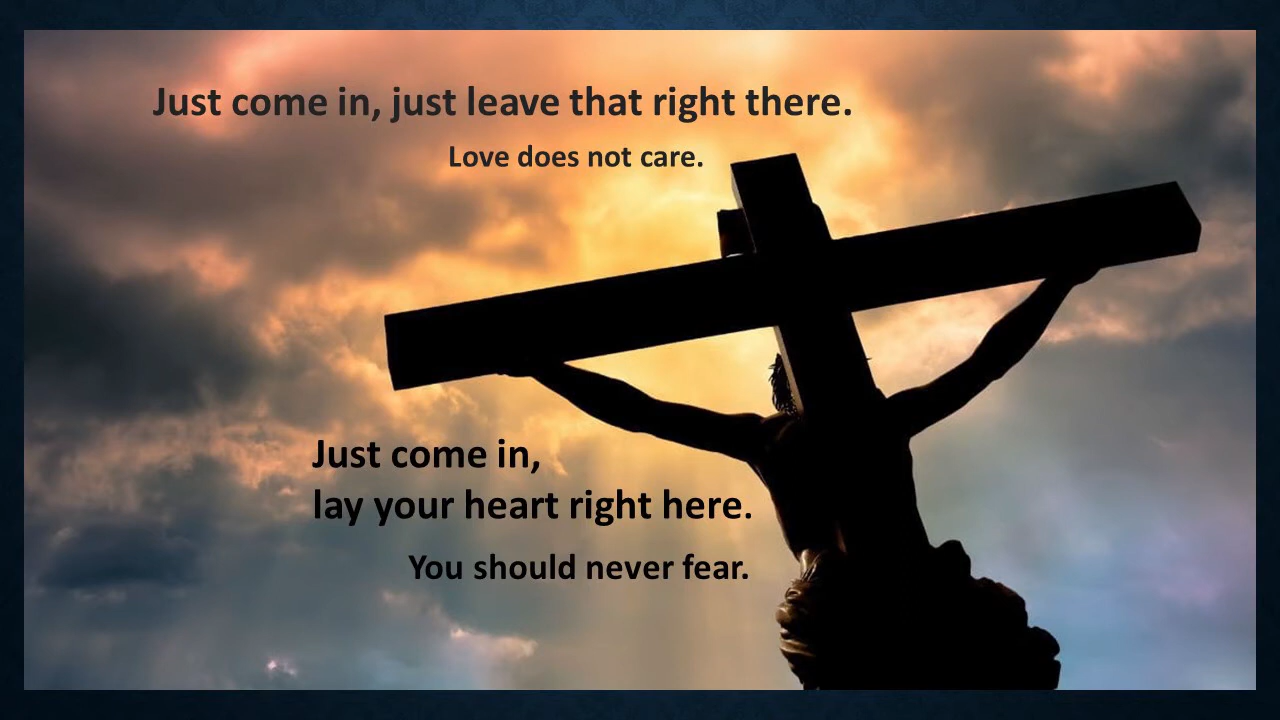 Just come in, just leave that right there.
Love does not care.
Just come in,
lay your heart right here.
You should never fear.